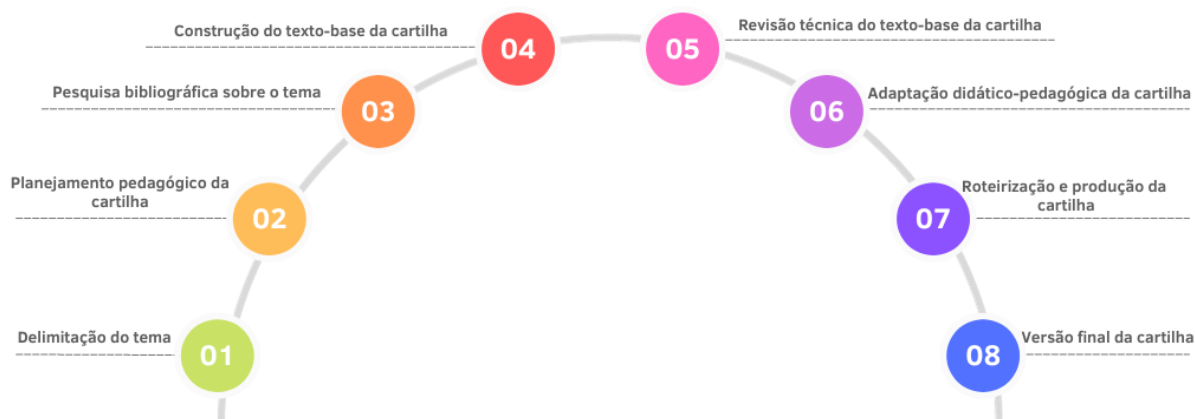 01
Delimitação do tema
02
Planejamento pedagógico da
cartilha
03
Pesquisa bibliográfica sobre o tema
04
Construção do texto-base da cartilha
05
Revisão técnica do texto-base da cartilha
06
Adaptação didático-pedagógica da cartilha
07
Roteirização e produção da
cartilha
08
Versão final da cartilha